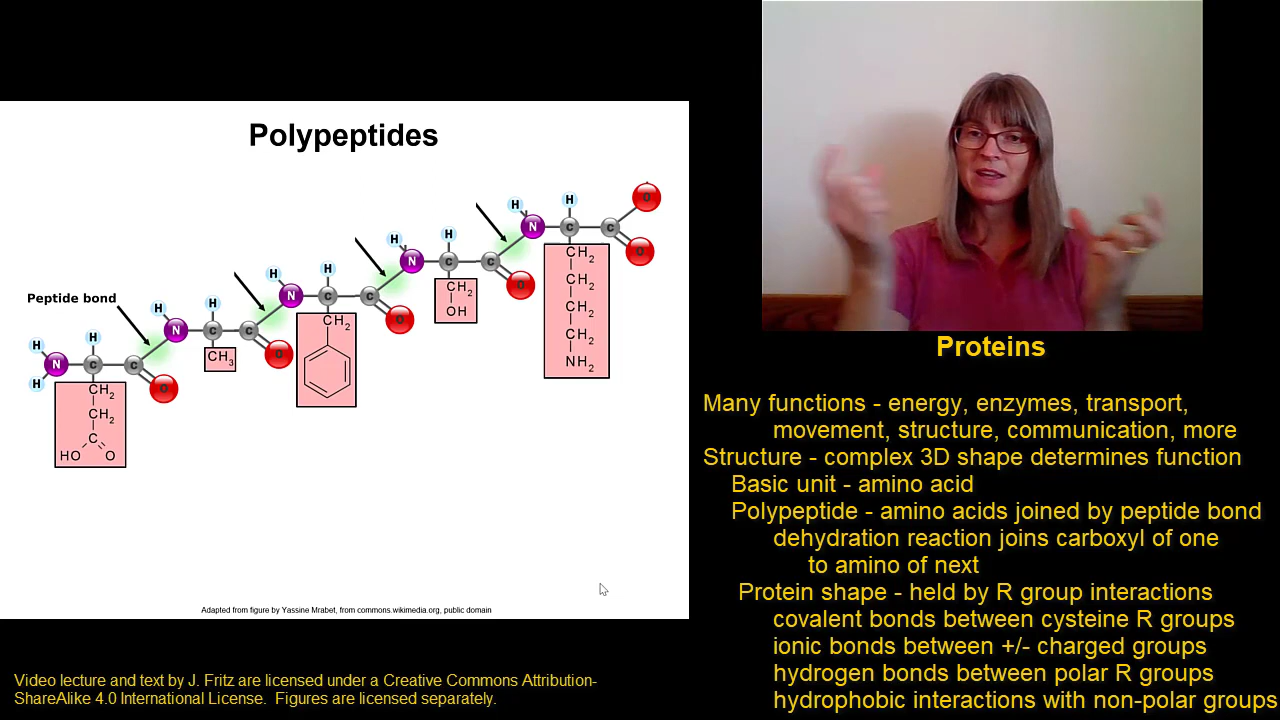 Polypeptides
Peptide bond
H H N H C C O CH₂ CH₂ C HO O
H N H C C O CH₃
H N H C C O CH₂
H N H C C O CH₂ OH
H N H C C O O CH₂ CH₂ CH₂ CH₂ NH₂
Adapted from figure by Yassine Mrabet, from commons.wikimedia.org, public domain
Proteins
Many functions - energy, enzymes, transport,
movement, structure, communication, more
Structure - complex 3D shape determines function
Basic unit - amino acid
Polypeptide - amino acids joined by peptide bond
dehydration reaction joins carboxyl of one
to amino of next
Protein shape - held by R group interactions
covalent bonds between cysteine R groups
ionic bonds between +/- charged groups
hydrogen bonds between polar R groups
hydrophobic interactions with non-polar groups
Video lecture and text by J. Fritz are licensed under a Creative Commons Attribution-
ShareAlike 4.0 International License. Figures are licensed separately.